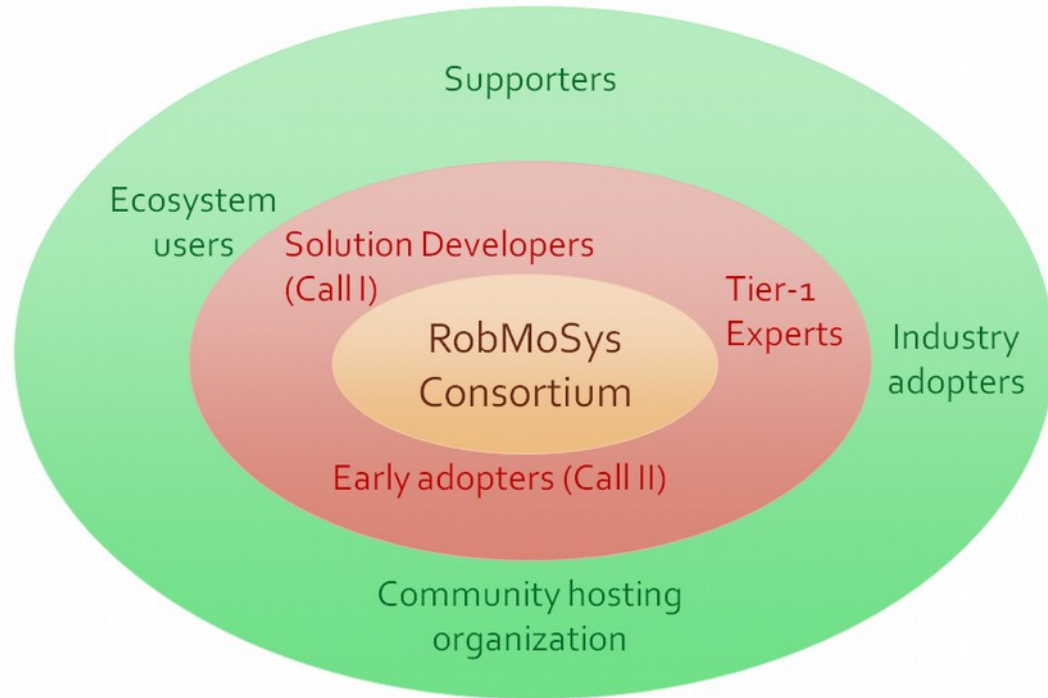 Supporters
Ecosystem
users
Solution Developers
(Call I)
Tier-1
Experts
RobMoSys
Consortium
Industry
adopters
Early adopters (Call II)
Community hosting
organization